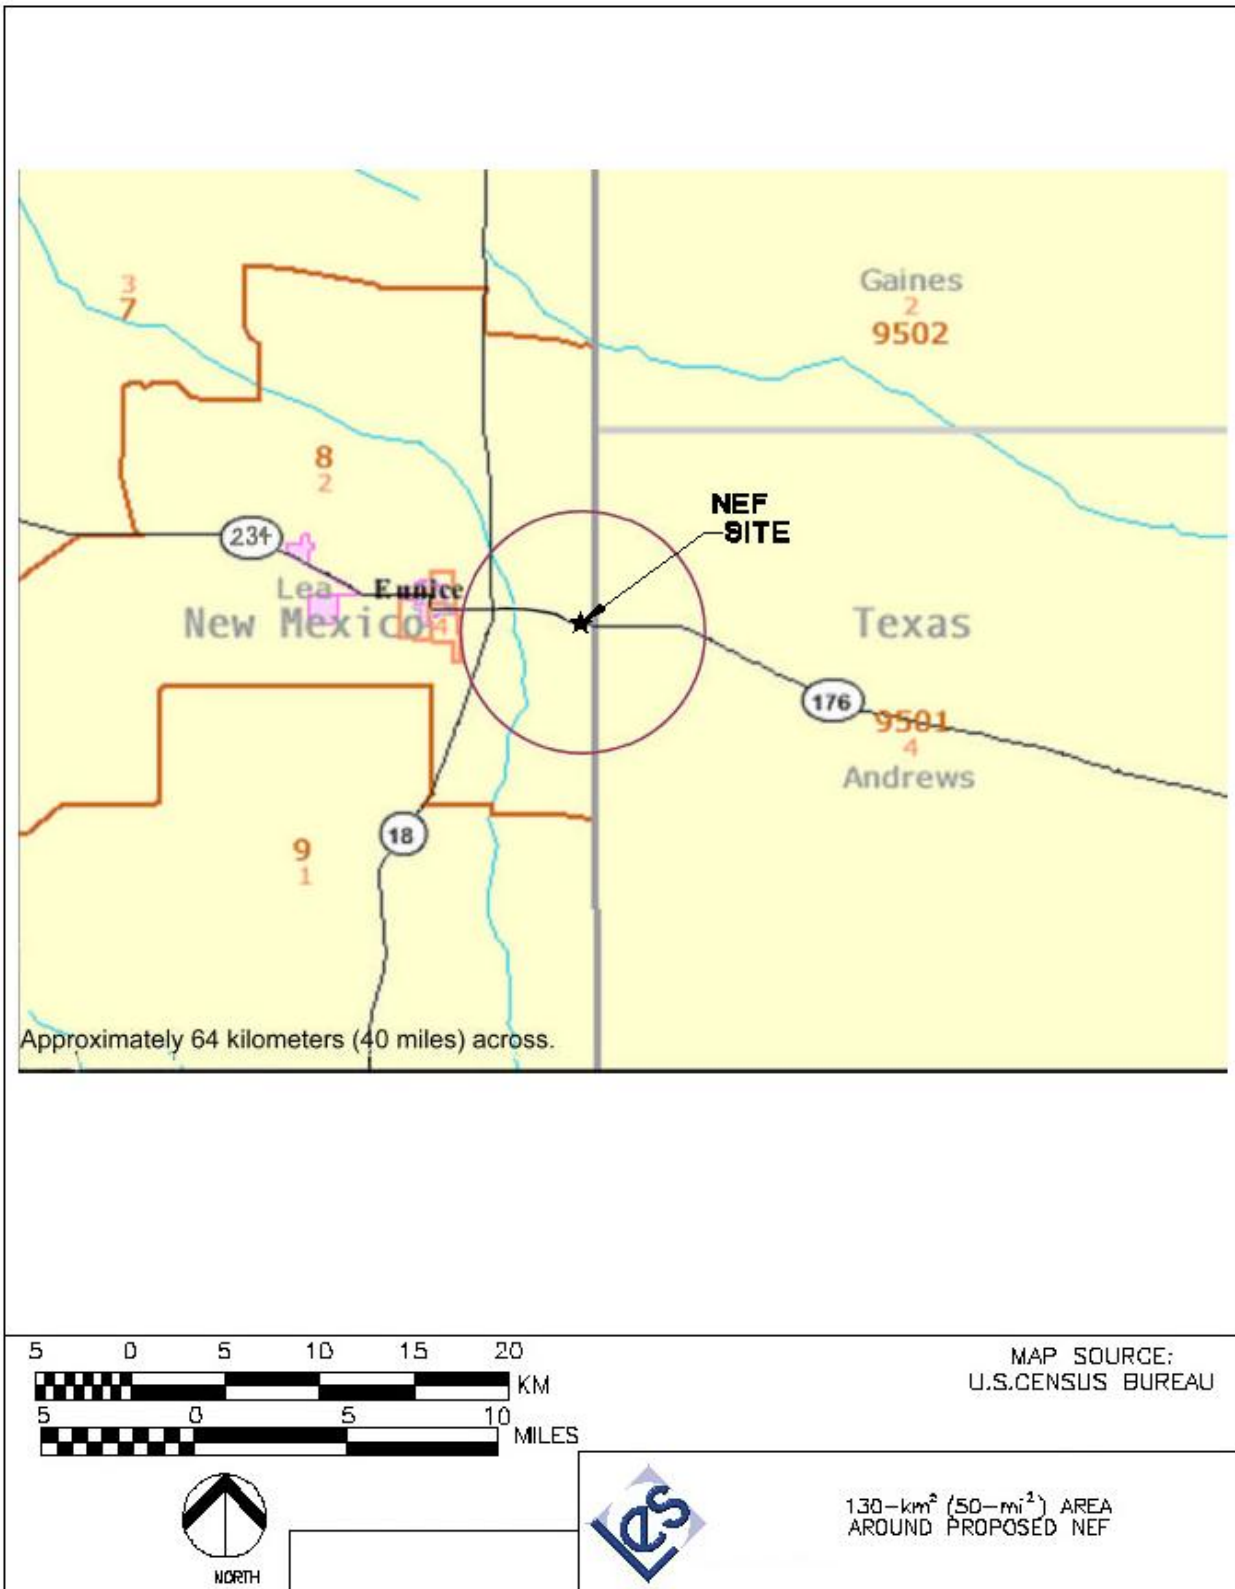 Gaines
2
9502
3
7
8
2
NEF
SITE
234
Lea
Eunice
New Mexico
4
Texas
176
9501
4
Andrews
18
9
1
Approximately 64 kilometers (40 miles) across.
5 0 5 10 15 20
KM
5 0 5 10
MILES
NORTH
MAP SOURCE:
U.S.CENSUS BUREAU
LES
130-km² (50-mi²) AREA
AROUND PROPOSED NEF